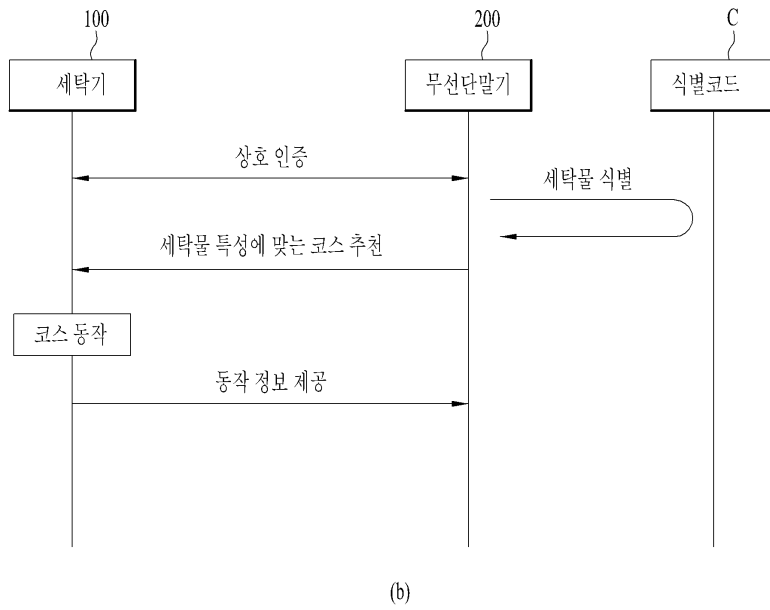 100
200
C
세탁기
무선단말기
식별코드
상호 인증
세탁물 식별
세탁물 특성에 맞는 코스 추천
코스 동작
동작 정보 제공
(b)